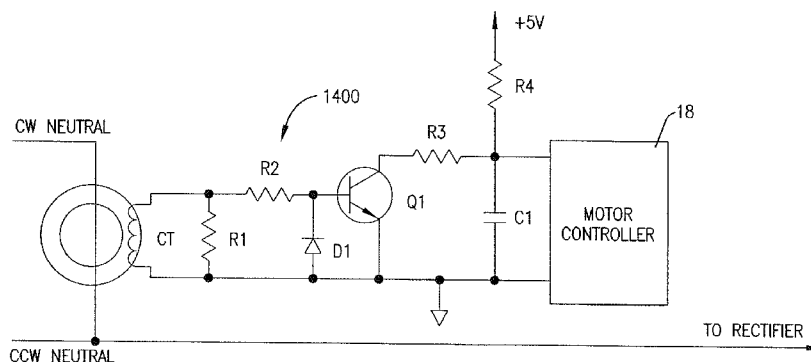 +5V
R4
1400
18
CW NEUTRAL
R3
R2
Q1
C1
MOTOR
CONTROLLER
CT
R1
D1
TO RECTIFIER
CCW NEUTRAL